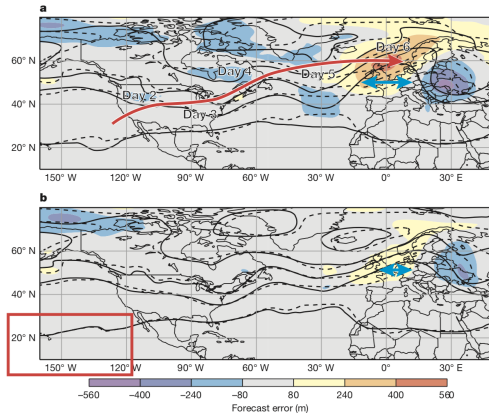 a
Day 6
60° N
Day 4
Day 5
Day 2
40° N
Day 3
20° N
150° W 120° W 90° W 60° W 30° W 0° 30° E
b
60° N
40° N
20° N
150° W 120° W 90° W 60° W 30° W 0° 30° E
−560 −400 −240 −80 80 240 400 560
Forecast error (m)